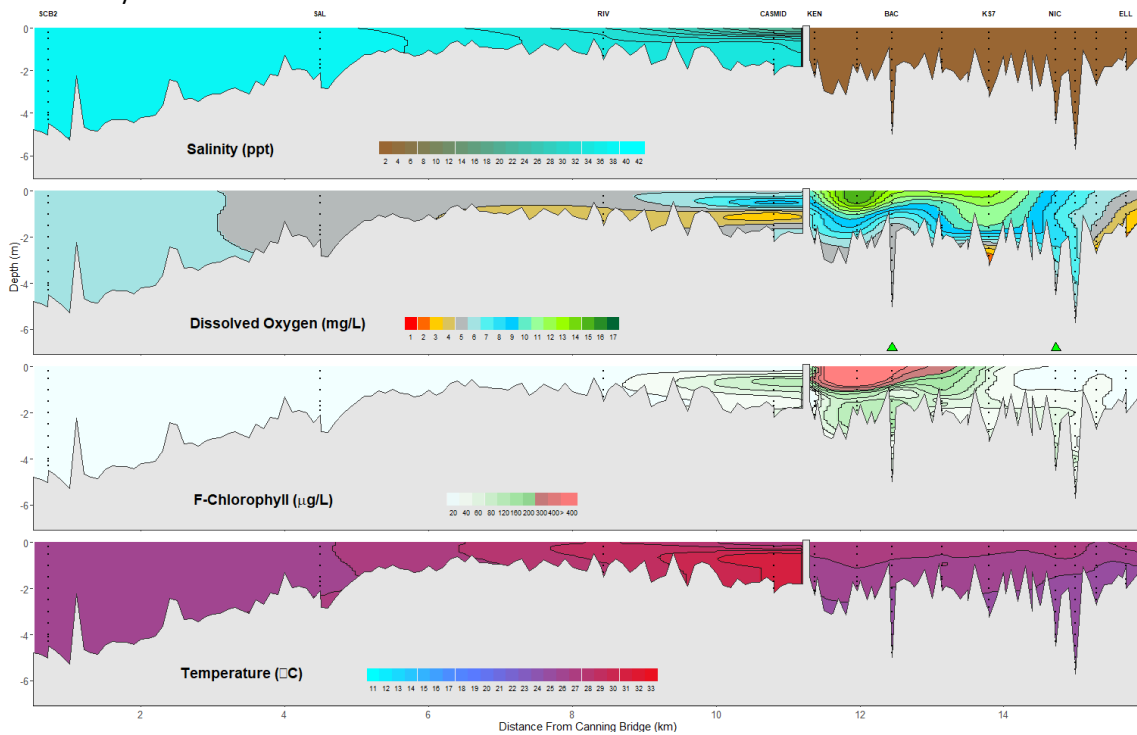 SCB2 SAL RIV CASMID KEN BAC KS7 NIC ELL
0
-2
-4
-6
Salinity (ppt)
2 4 6 8 10 12 14 16 18 20 22 24 26 28 30 32 34 36 38 40 42
0
-2
-4
-6
Depth (m)
Dissolved Oxygen (mg/L)
1 2 3 4 5 6 7 8 9 10 11 12 13 14 15 16 17
0
-2
-4
-6
F-Chlorophyll (µg/L)
20 40 60 80 120 160 200 300 400 > 400
0
-2
-4
-6
Temperature (□C)
11 12 13 14 15 16 17 18 19 20 21 22 23 24 25 26 27 28 29 30 31 32 33
2 4 6 8 10 12 14
Distance From Canning Bridge (km)